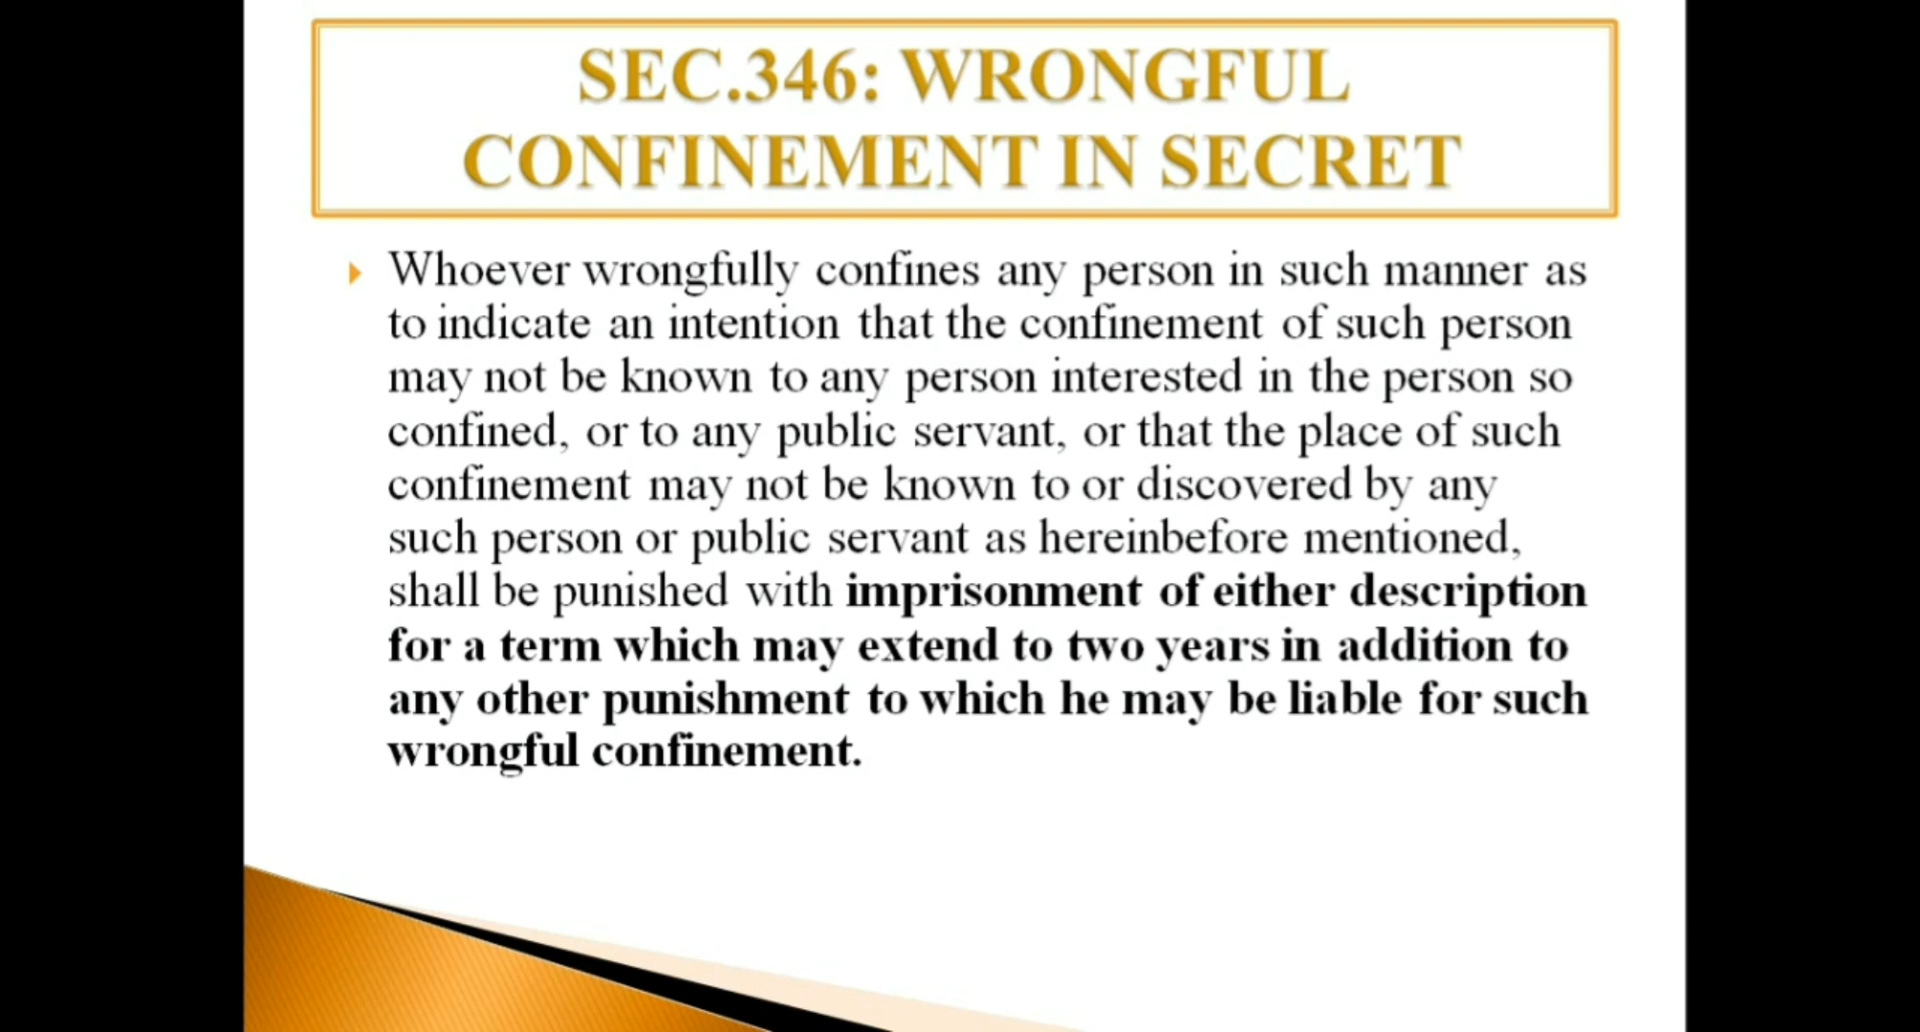 SEC.346: WRONGFUL
CONFINEMENT IN SECRET
Whoever wrongfully confines any person in such manner as
to indicate an intention that the confinement of such person
may not be known to any person interested in the person so
confined, or to any public servant, or that the place of such
confinement may not be known to or discovered by any
such person or public servant as hereinbefore mentioned,
shall be punished with imprisonment of either description
for a term which may extend to two years in addition to
any other punishment to which he may be liable for such
wrongful confinement.